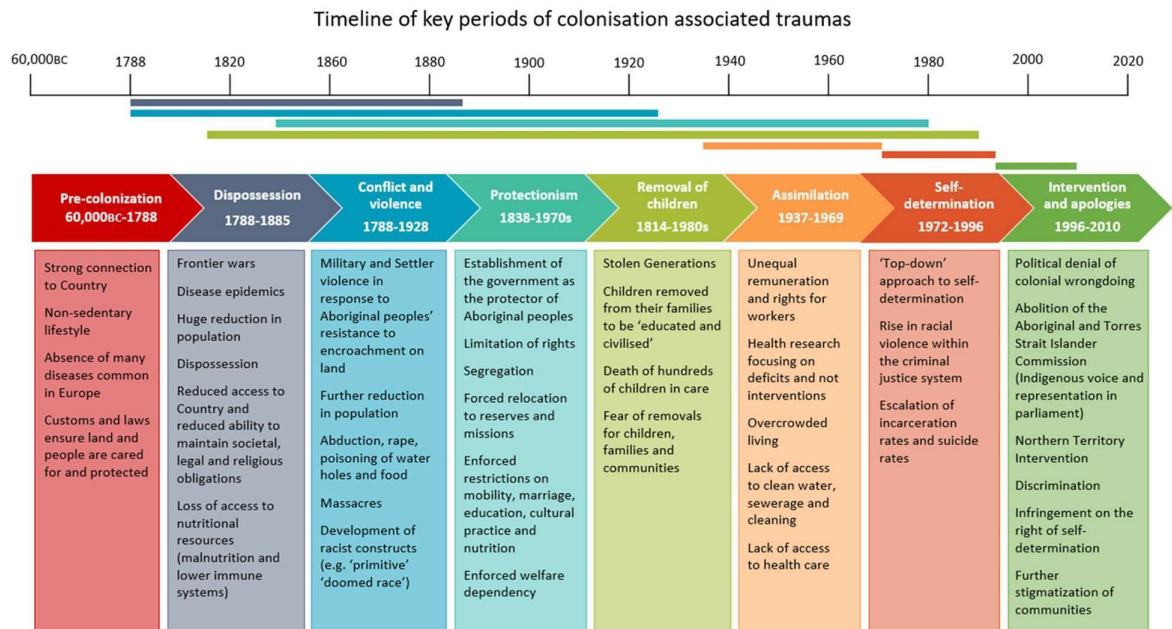 Timeline of key periods of colonisation associated traumas
60,000BC 1788 1820 1860 1880 1900 1920 1940 1960 1980 2000 2020
Pre-colonization
60,000BC-1788
Dispossession
1788-1885
Conflict and
violence
1788-1928
Protectionism
1838-1970s
Removal of
children
1814-1980s
Assimilation
1937-1969
Self-
determination
1972-1996
Intervention
and apologies
1996-2010
Strong connection
to Country
Non-sedentary
lifestyle
Absence of many
diseases common
in Europe
Customs and laws
ensure land and
people are cared
for and protected
Frontier wars
Disease epidemics
Huge reduction in
population
Dispossession
Reduced access to
Country and
reduced ability to
maintain societal,
legal and religious
obligations
Loss of access to
nutritional
resources
(malnutrition and
lower immune
systems)
Military and Settler
violence in
response to
Aboriginal peoples’
resistance to
encroachment on
land
Further reduction
in population
Abduction, rape,
poisoning of water
holes and food
Massacres
Development of
racist constructs
(e.g. ‘primitive’
‘doomed race’)
Establishment of
the government as
the protector of
Aboriginal peoples
Limitation of rights
Segregation
Forced relocation
to reserves and
missions
Enforced
restrictions on
mobility, marriage,
education, cultural
practice and
nutrition
Enforced welfare
dependency
Stolen Generations
Children removed
from their families
to be ‘educated and
civilised’
Death of hundreds
of children in care
Fear of removals
for children,
families and
communities
Unequal
remuneration
and rights for
workers
Health research
focusing on
deficits and not
interventions
Overcrowded
living
Lack of access
to clean water,
sewerage and
cleaning
Lack of access
to health care
‘Top-down’
approach to self-
determination
Rise in racial
violence within
the criminal
justice system
Escalation of
incarceration
rates and suicide
rates
Political denial of
colonial wrongdoing
Abolition of the
Aboriginal and Torres
Strait Islander
Commission
(Indigenous voice and
representation in
parliament)
Northern Territory
Intervention
Discrimination
Infringement on the
right of self-
determination
Further
stigmatization of
communities